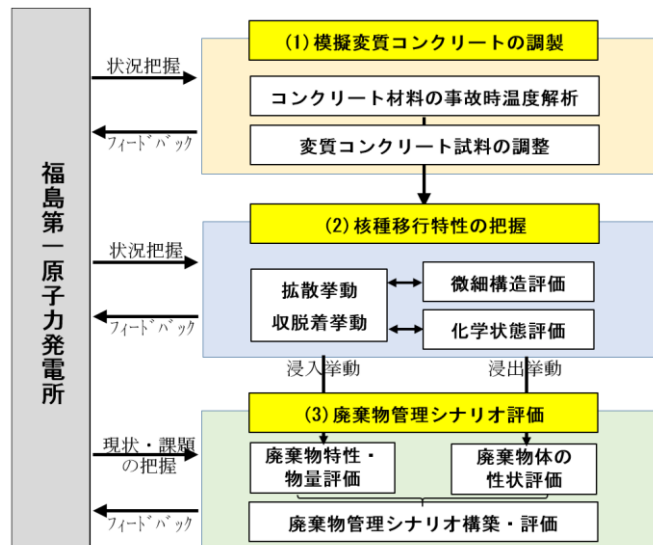 福島第一原子力発電所
(1)模擬変質コンクリートの調製
状況把握
コンクリート材料の事故時温度解析
フィードバック
変質コンクリート試料の調整
(2)核種移行特性の把握
状況把握
拡散挙動
収脱着挙動
微細構造評価
フィードバック
化学状態評価
浸入挙動
浸出挙動
(3)廃棄物管理シナリオ評価
現状・課題
の把握
廃棄物特性・
物量評価
廃棄物体の
性状評価
フィードバック
廃棄物管理シナリオ構築・評価